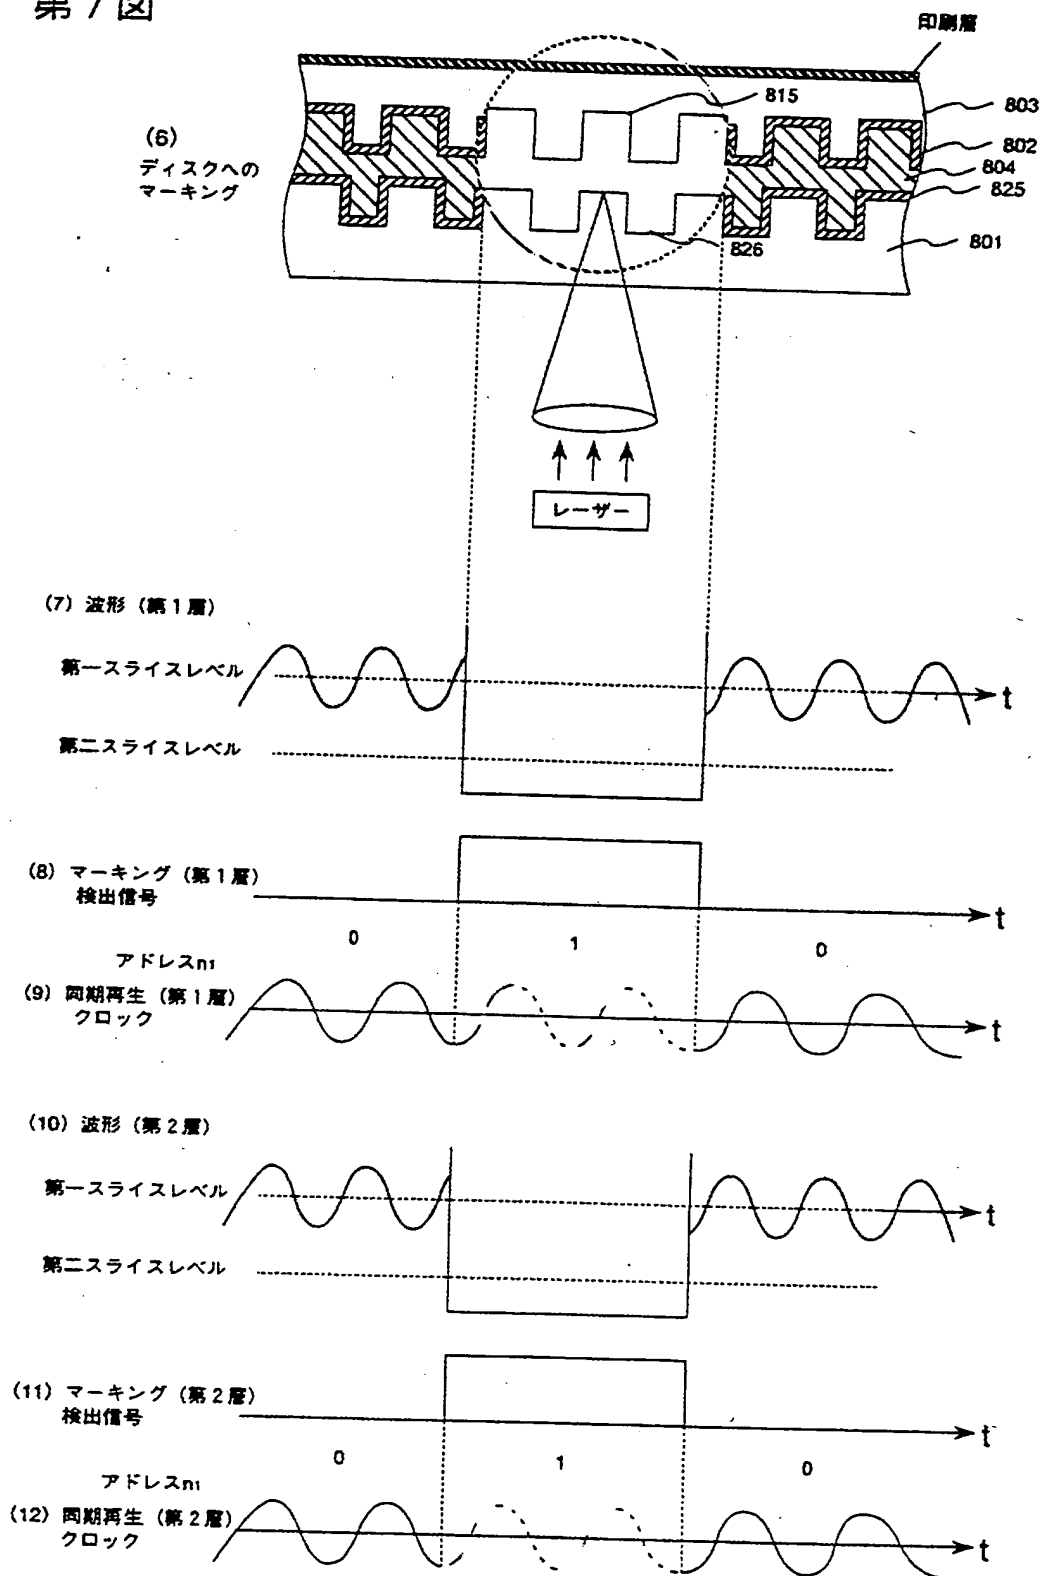 第7図
印刷層
815
803
(6)
ディスクへの
マーキング
802
804
825
826
801
レーザー
(7) 波形 (第1層)
第一スライスレベル
t
第二スライスレベル
(8) マーキング (第1層)
検出信号
t
0
1
0
アドレスn1
(9) 同期再生 (第1層)
クロック
t
(10) 波形 (第2層)
第一スライスレベル
t
第二スライスレベル
(11) マーキング (第2層)
検出信号
t
0
1
0
アドレスn1
(12) 同期再生 (第2層)
クロック
t